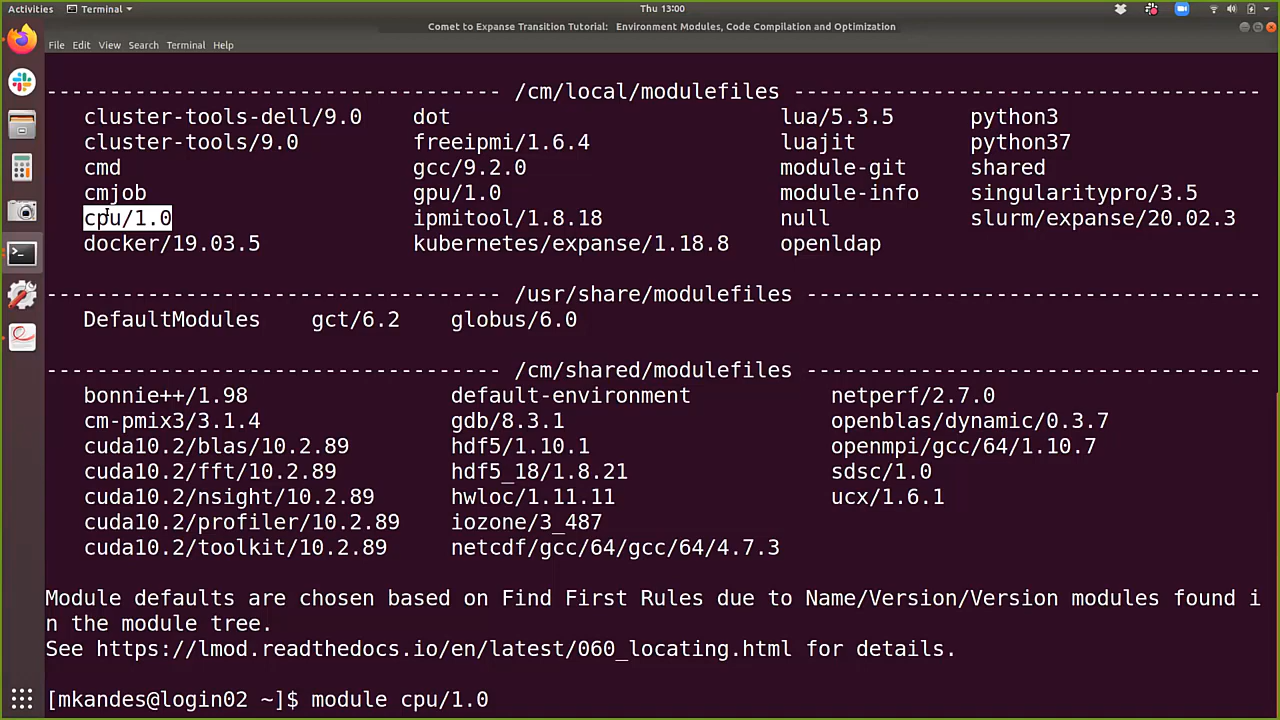 Activities Terminal Thu 13:00
Comet to Expanse Transition Tutorial: Environment Modules, Code Compilation and Optimization
File Edit View Search Terminal Help
----------------------------------- /cm/local/modulefiles ------------------------------------
cluster-tools-dell/9.0 dot lua/5.3.5 python3
cluster-tools/9.0 freeipmi/1.6.4 luajit python37
cmd gcc/9.2.0 module-git shared
cmjob gpu/1.0 module-info singularitypro/3.5
cpu/1.0 ipmitool/1.8.18 null slurm/expanse/20.02.3
docker/19.03.5 kubernetes/expanse/1.18.8 openldap
----------------------------------- /usr/share/modulefiles ------------------------------------
DefaultModules gct/6.2 globus/6.0
----------------------------------- /cm/shared/modulefiles ------------------------------------
bonnie++/1.98 default-environment netperf/2.7.0
cm-pmix3/3.1.4 gdb/8.3.1 openblas/dynamic/0.3.7
cuda10.2/blas/10.2.89 hdf5/1.10.1 openmpi/gcc/64/1.10.7
cuda10.2/fft/10.2.89 hdf5_18/1.8.21 sdsc/1.0
cuda10.2/nsight/10.2.89 hwloc/1.11.11 ucx/1.6.1
cuda10.2/profiler/10.2.89 iozone/3_487
cuda10.2/toolkit/10.2.89 netcdf/gcc/64/gcc/64/4.7.3
Module defaults are chosen based on Find First Rules due to Name/Version/Version modules found i
n the module tree.
See https://lmod.readthedocs.io/en/latest/060_locating.html for details.
[mkandes@login02 ~]$ module cpu/1.0